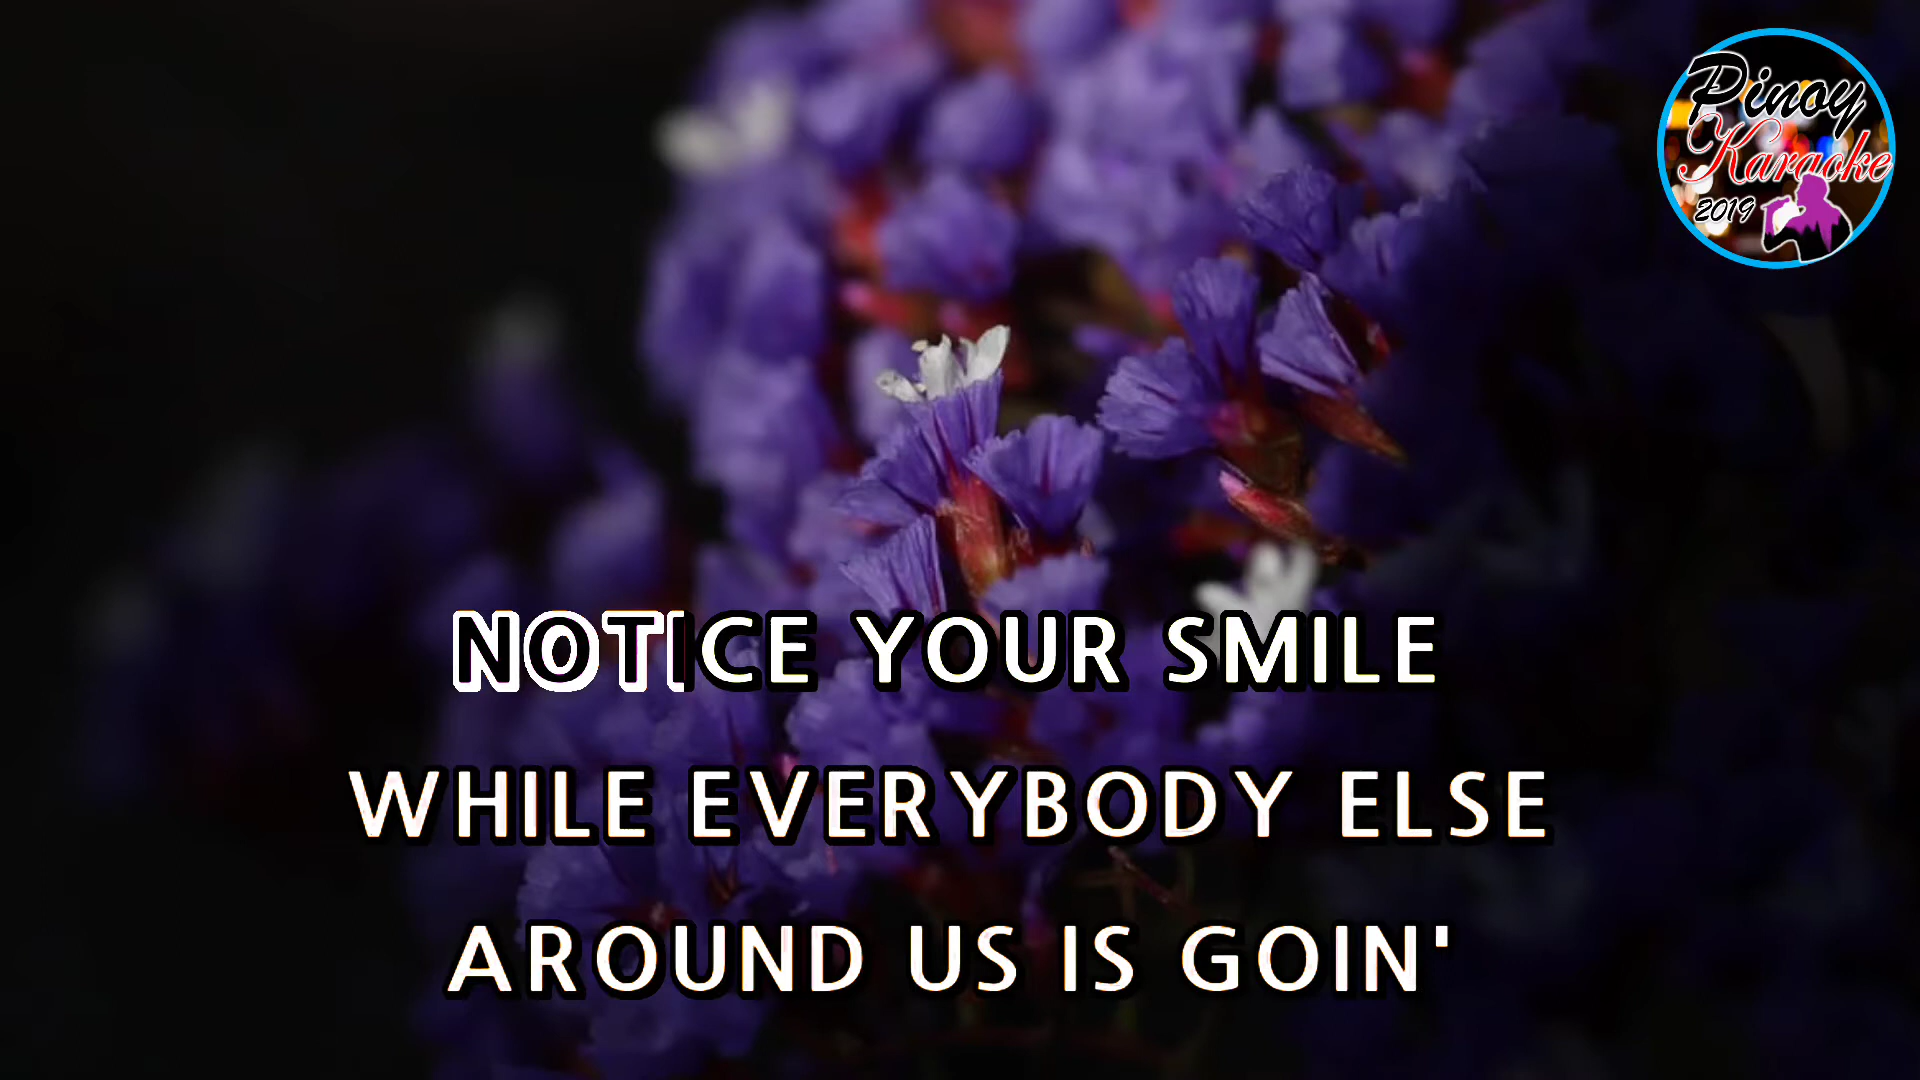 Pinoy
Karaoke
2019
NOTICE YOUR SMILE
WHILE EVERYBODY ELSE
AROUND US IS GOIN'